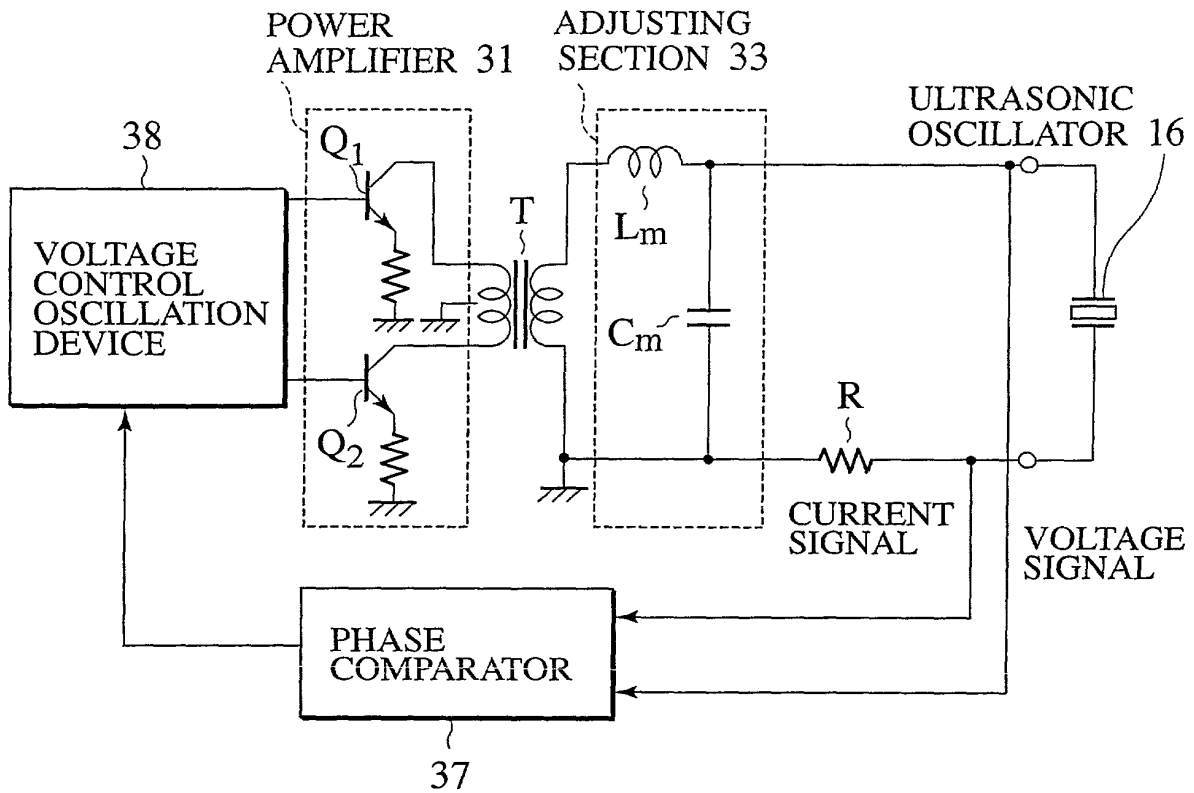 POWER
AMPLIFIER 31
ADJUSTING
SECTION 33
ULTRASONIC
OSCILLATOR 16
38
Q1
T
Lm
VOLTAGE
CONTROL
OSCILLATION
DEVICE
Cm
Q2
R
CURRENT
SIGNAL
VOLTAGE
SIGNAL
PHASE
COMPARATOR
37